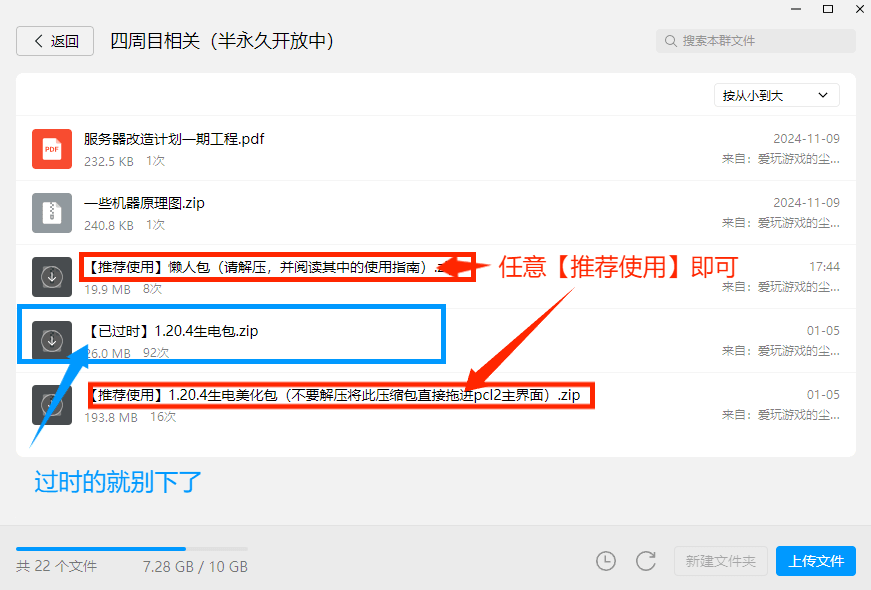 返回
四周目相关（半永久开放中）
搜索本群文件
按从小到大
PDF
服务器改造计划一期工程.pdf
2024-11-09
232.5 KB 1次
来自：爱玩游戏的尘...
一些机器原理图.zip
2024-11-09
240.8 KB 1次
来自：爱玩游戏的尘...
【推荐使用】懒人包（请解压，并阅读其中的使用指南）
任意【推荐使用】即可
17:44
19.9 MB 8次
来自：爱玩游戏的尘...
【已过时】1.20.4生电包.zip
01-05
26.0 MB 92次
来自：爱玩游戏的尘...
【推荐使用】1.20.4生电美化包（不要解压将此压缩包直接拖进pcl2主界面）.zip
01-05
193.8 MB 16次
来自：爱玩游戏的尘...
过时的就别下了
共 22 个文件
7.28 GB / 10 GB
新建文件夹
上传文件